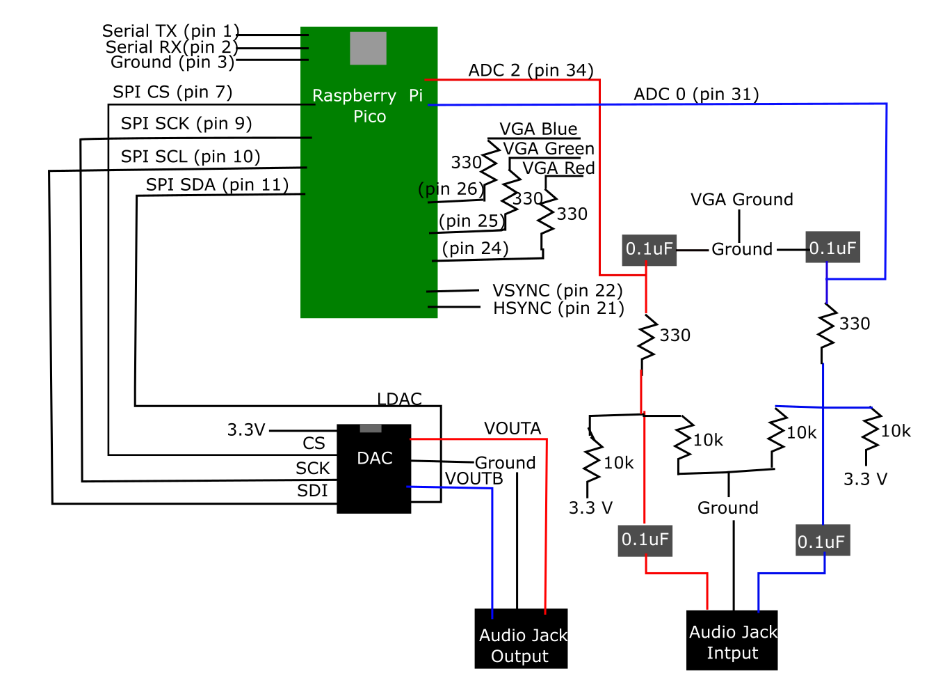 Serial TX (pin 1)
Serial RX(pin 2)
Ground (pin 3)
SPI CS (pin 7)
SPI SCK (pin 9)
SPI SCL (pin 10)
SPI SDA (pin 11)
Raspberry Pi
Pico
ADC 2 (pin 34)
ADC 0 (pin 31)
VGA Blue
VGA Green
VGA Red
330
330
330
(pin 26)
(pin 25)
(pin 24)
VSYNC (pin 22)
HSYNC (pin 21)
VGA Ground
0.1uF
Ground
0.1uF
330
330
10k
10k
10k
10k
3.3 V
3.3 V
Ground
0.1uF
0.1uF
Audio Jack
Intput
LDAC
3.3V
CS
SCK
SDI
DAC
VOUTA
Ground
VOUTB
Audio Jack
Output